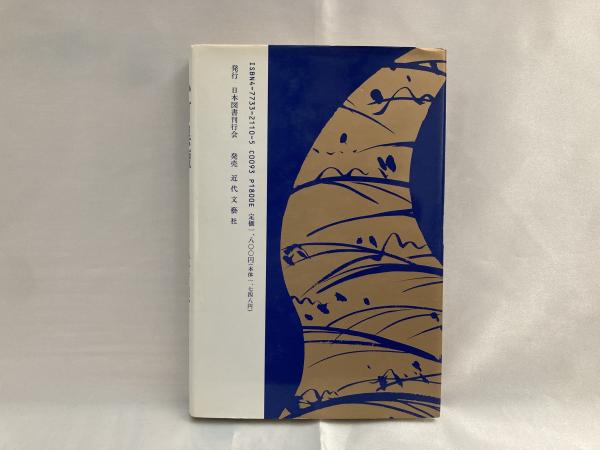 ISBN4-7733-2110-5 C0093 P1800E 定価一、八〇〇円(本体一、七四八円)
発行 日本図書刊行会 発売 近代文藝社